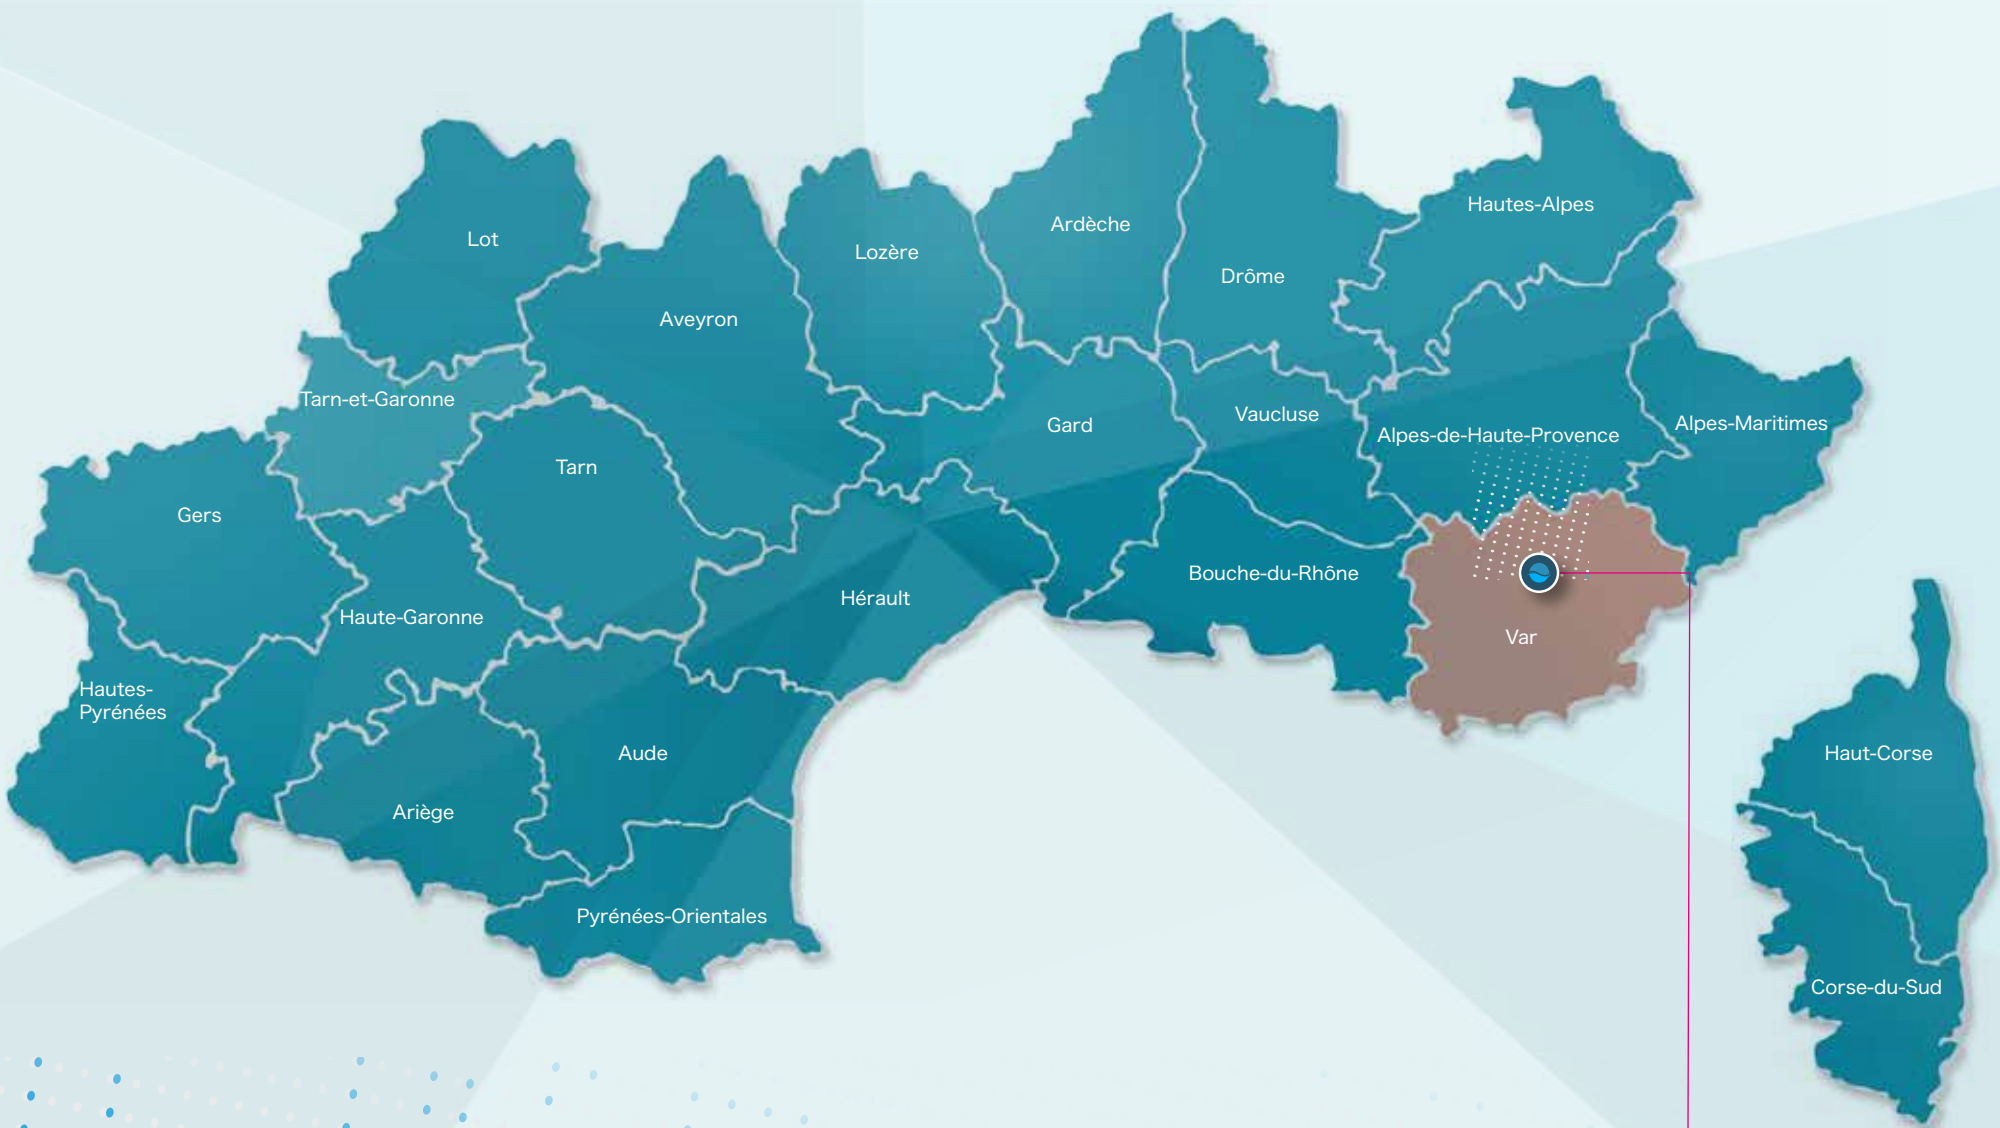 Hautes-Alpes
Ardèche
Lot
Lozère
Drôme
Aveyron
Tarn-et-Garonne
Vaucluse
Gard
Alpes-Maritimes
Alpes-de-Haute-Provence
Tarn
Gers
Bouche-du-Rhône
Hérault
Haute-Garonne
Var
Hautes-
Pyrénées
Aude
Haut-Corse
Ariège
Pyrénées-Orientales
Corse-du-Sud